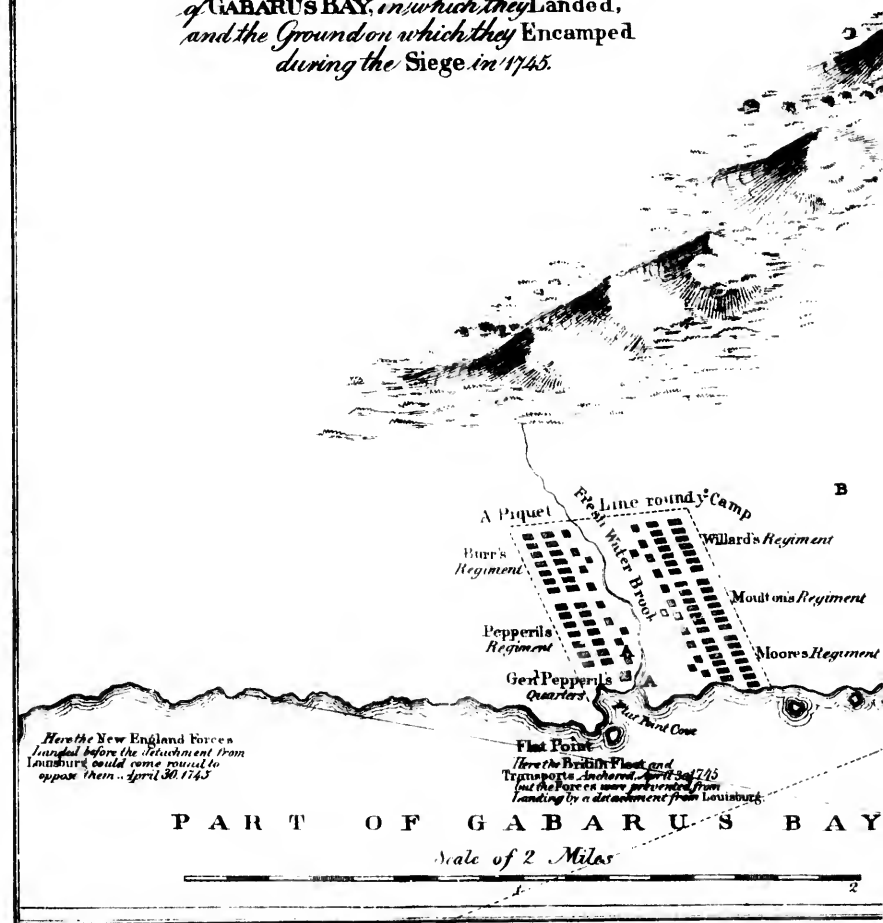 of GABARUS BAY, in which they Landed,
and the Ground on which they Encamped
during the Siege in 1745.
2
B
A Piquet Line round yᵉ Camp
Fresh Water Brook
Burr's
Regiment
Willard's Regiment
Moulton's Regiment
Pepperils
Regiment
Moores Regiment
Genˡ Pepperils
Quarters
A
Flat Point Cove
Here the New England Forces
Landed before the detachment from
Louisburg could come round to
oppose them.. April 30. 1745
Flat Point
Here the British Fleet and
Transports Anchored, April 30 1745
but the Forces were prevented from
Landing by a detachment from Louisburg.
PART OF GABARUS BAY
Scale of 2 Miles
1
2